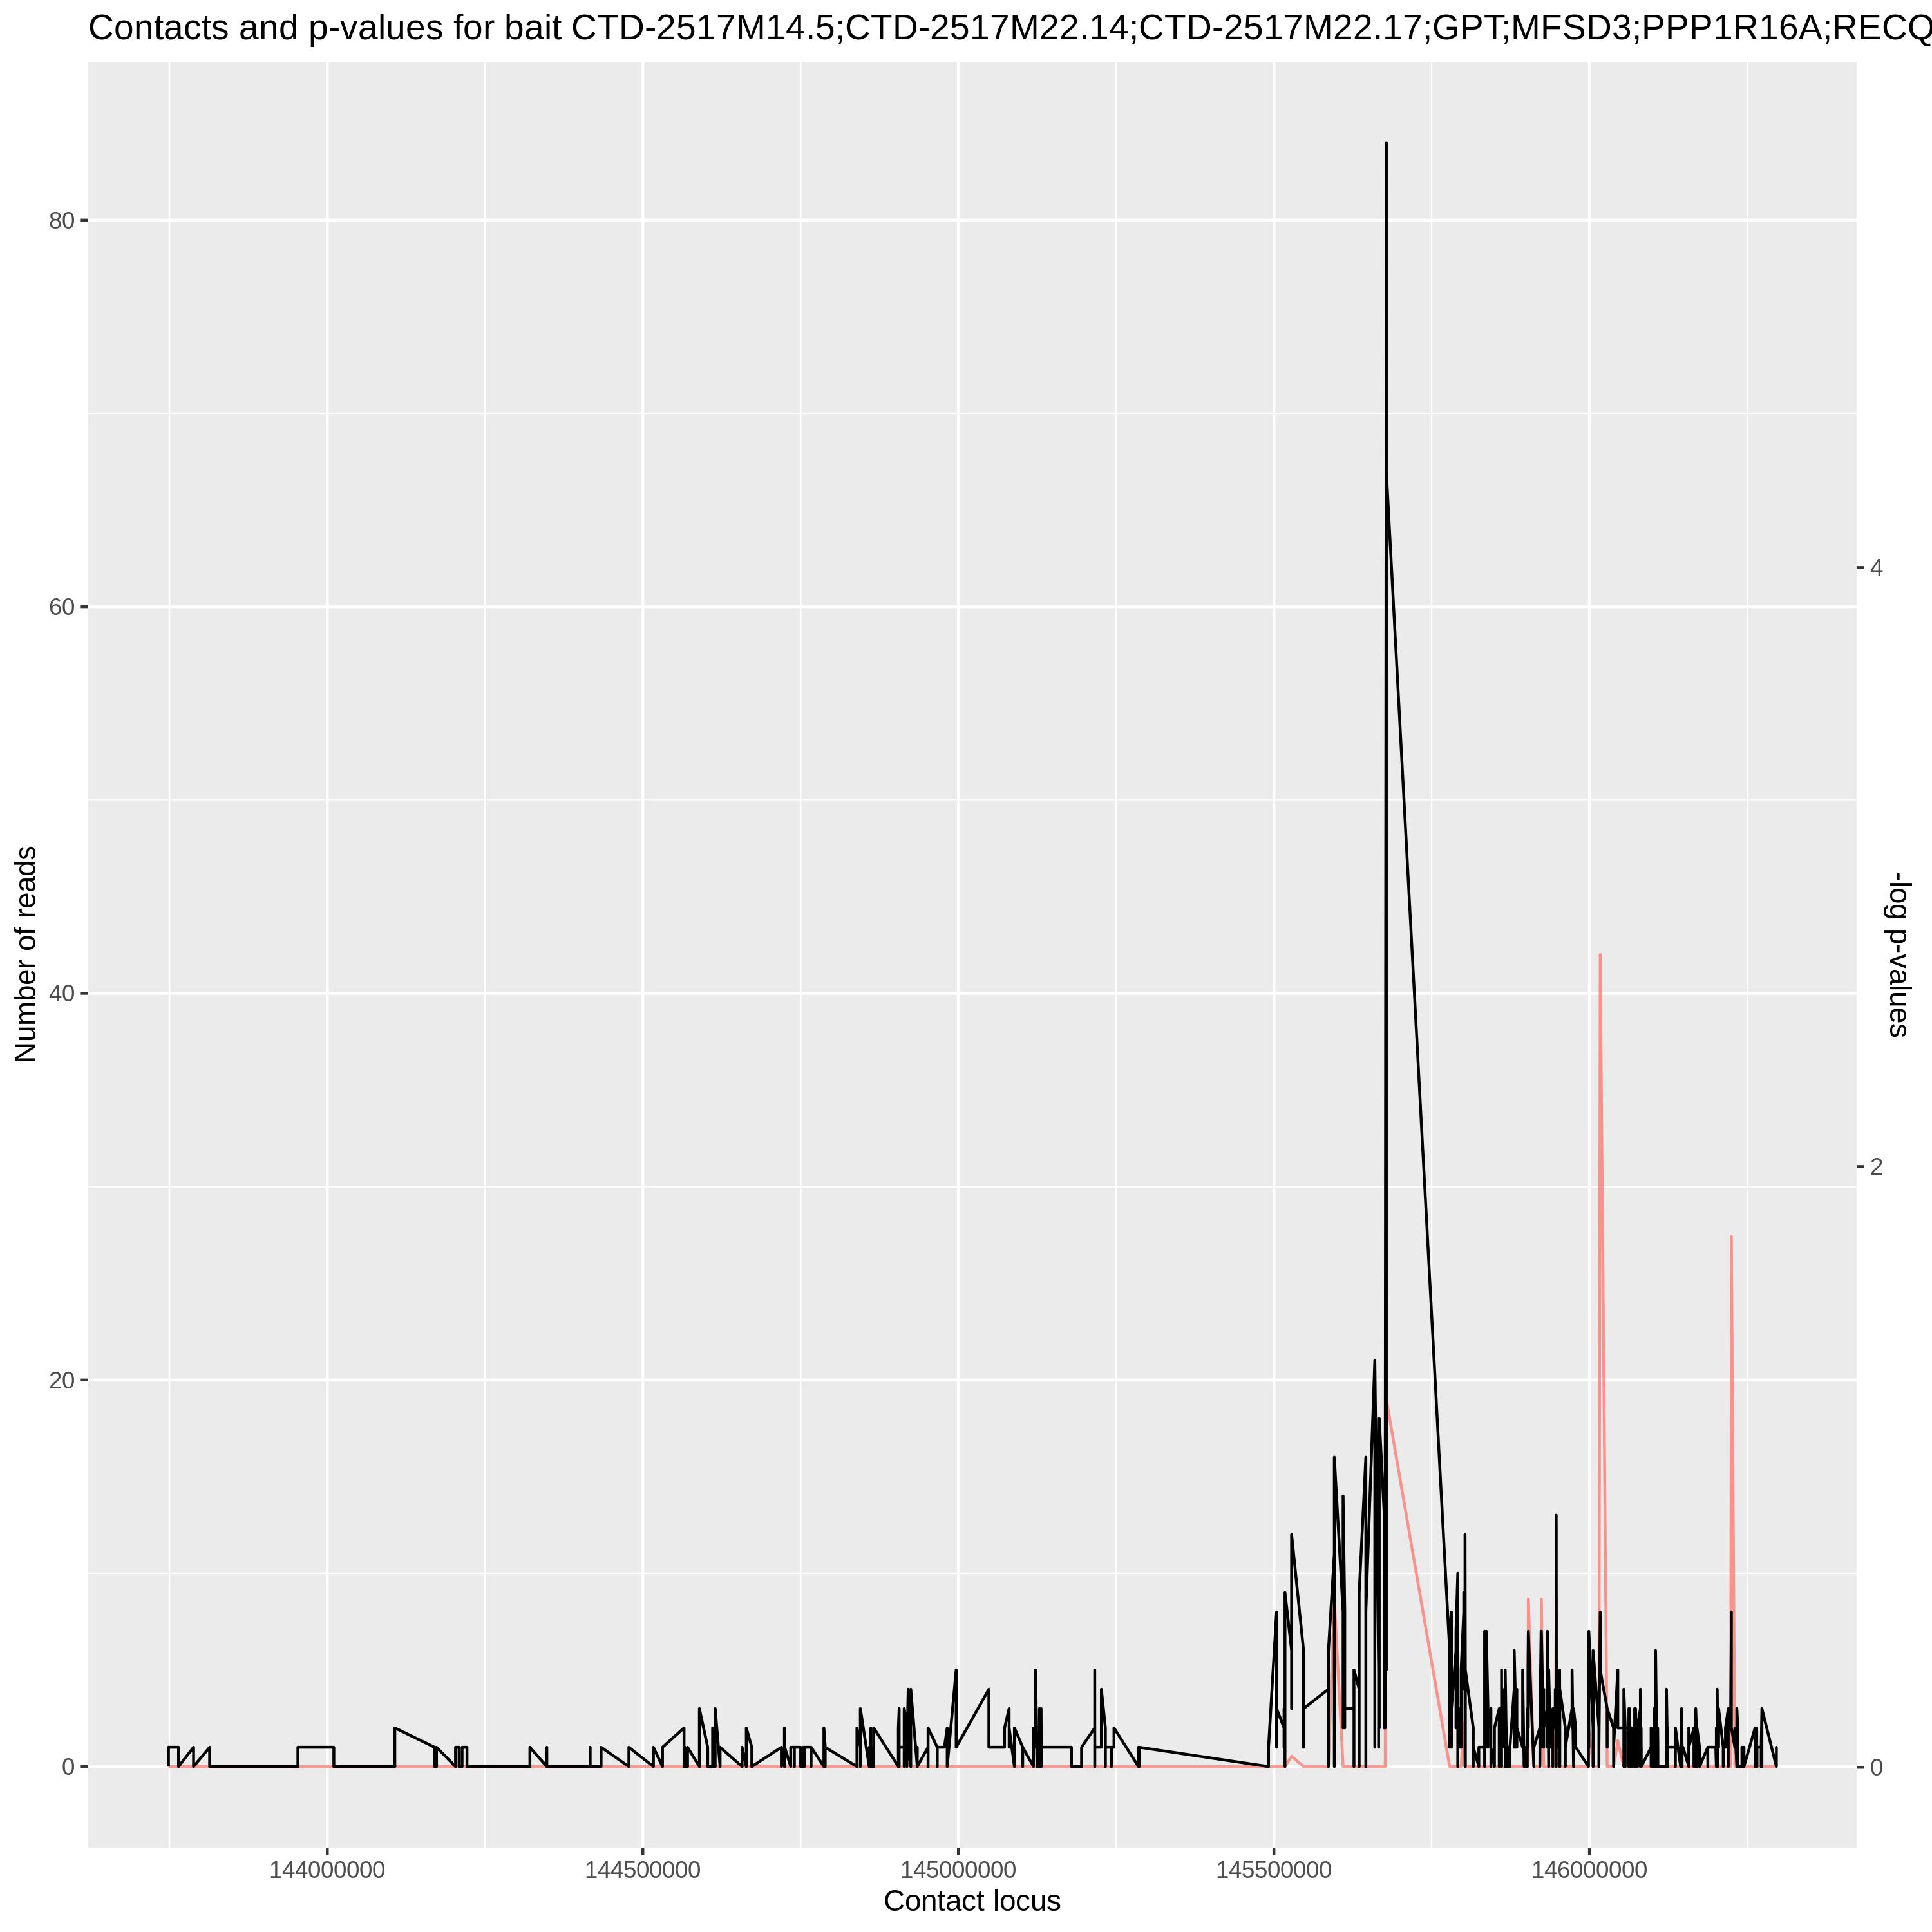 Contacts and p-values for bait CTD-2517M14.5;CTD-2517M22.14;CTD-2517M22.17;GPT;MFSD3;PPP1R16A;RECQ
80
60
40
20
0
Number of reads
4
2
0
-log p-values
144000000 144500000 145000000 145500000 146000000
Contact locus